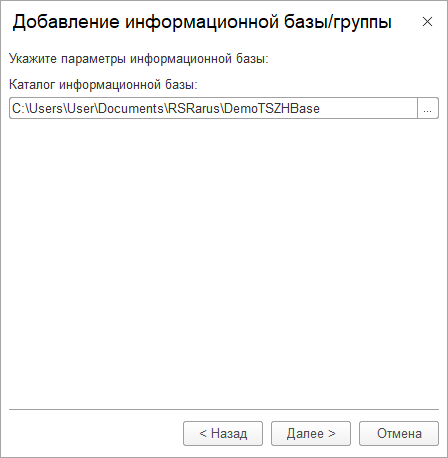 Добавление информационной базы/группы
Укажите параметры информационной базы:
Каталог информационной базы:
C:\Users\User\Documents\RSRarus\DemoTSZHBase
...
< Назад
Далее >
Отмена